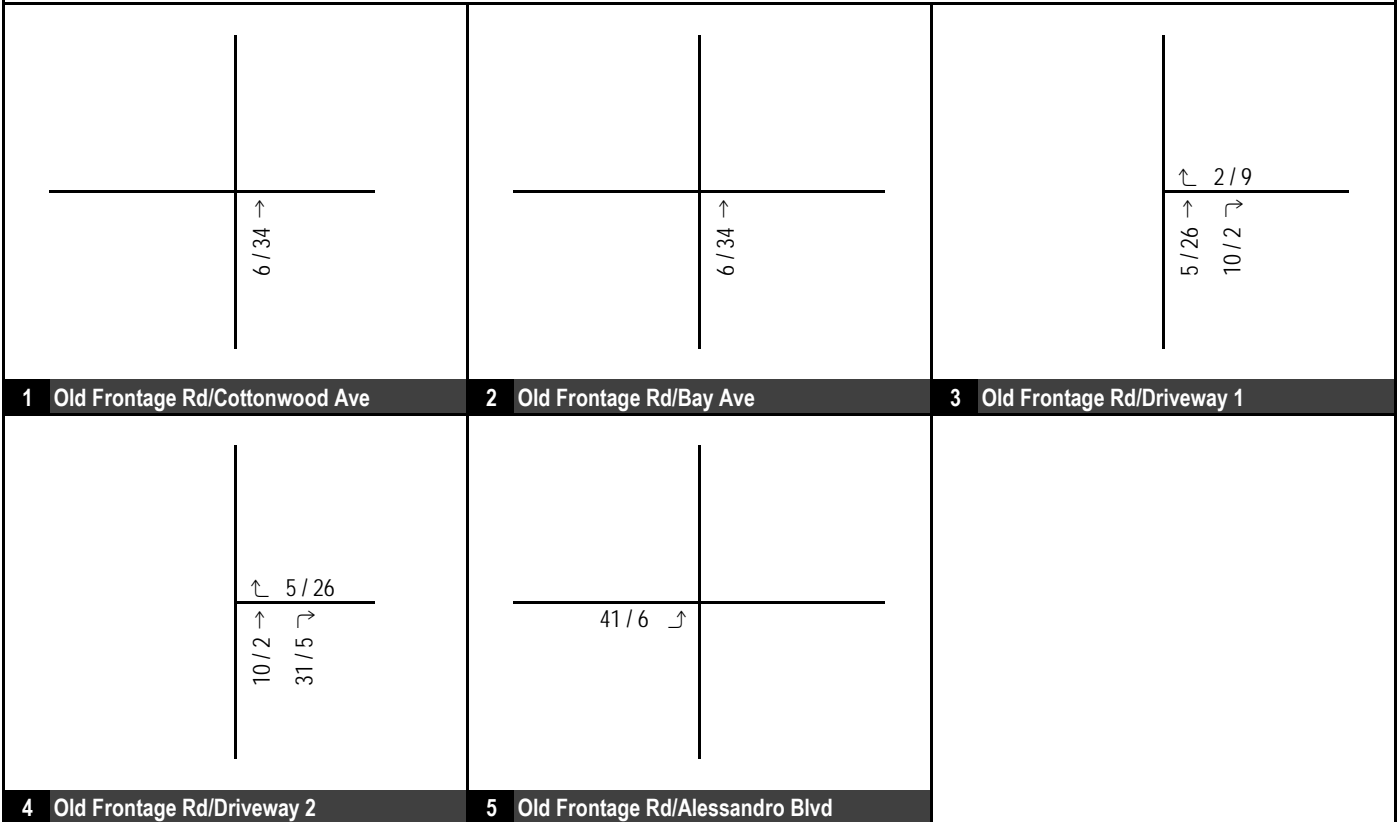 6 / 34
1 Old Frontage Rd/Cottonwood Ave
6 / 34
2 Old Frontage Rd/Bay Ave
2 / 9
5 / 26
10 / 2
3 Old Frontage Rd/Driveway 1
5 / 26
10 / 2
31 / 5
4 Old Frontage Rd/Driveway 2
41 / 6
5 Old Frontage Rd/Alessandro Blvd